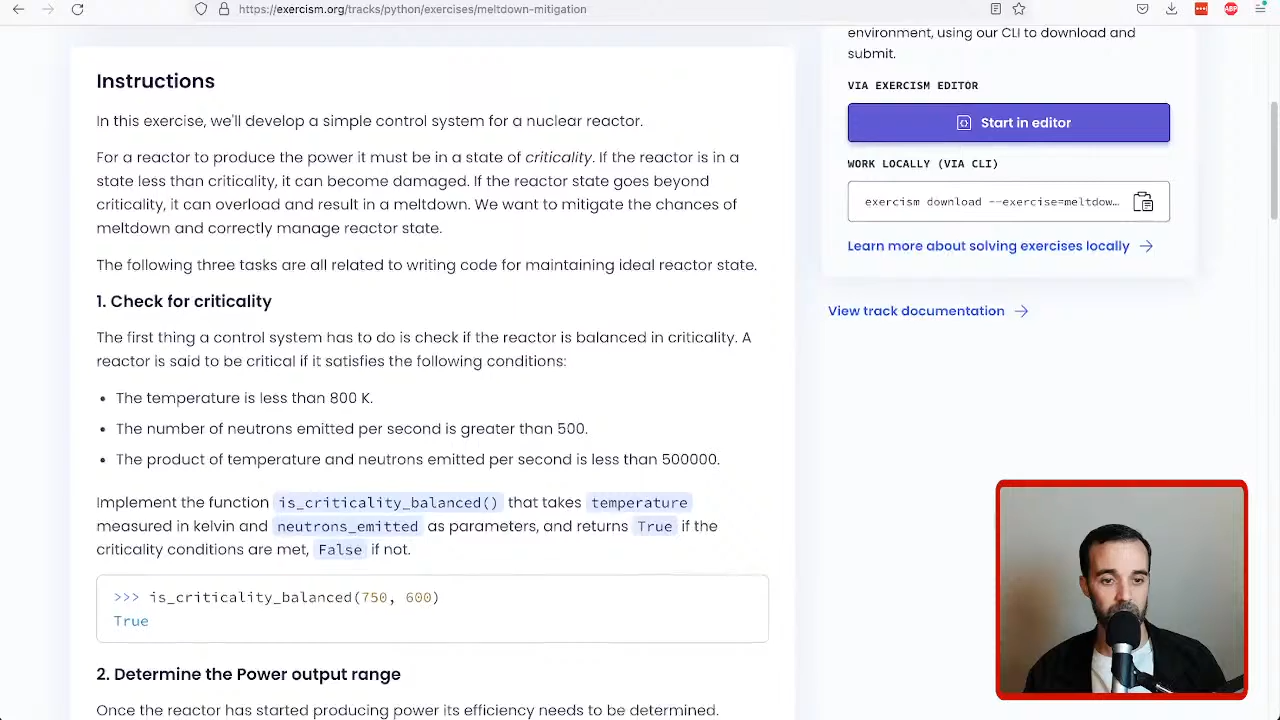 https://exercism.org/tracks/python/exercises/meltdown-mitigation
ABP
Instructions
In this exercise, we'll develop a simple control system for a nuclear reactor.
For a reactor to produce the power it must be in a state of criticality. If the reactor is in a
state less than criticality, it can become damaged. If the reactor state goes beyond
criticality, it can overload and result in a meltdown. We want to mitigate the chances of
meltdown and correctly manage reactor state.
The following three tasks are all related to writing code for maintaining ideal reactor state.
1. Check for criticality
The first thing a control system has to do is check if the reactor is balanced in criticality. A
reactor is said to be critical if it satisfies the following conditions:
• The temperature is less than 800 K.
• The number of neutrons emitted per second is greater than 500.
• The product of temperature and neutrons emitted per second is less than 500000.
Implement the function is_criticality_balanced() that takes temperature
measured in kelvin and neutrons_emitted as parameters, and returns True if the
criticality conditions are met, False if not.
>>> is_criticality_balanced(750, 600)
True
2. Determine the Power output range
Once the reactor has started producing power its efficiency needs to be determined.
environment, using our CLI to download and
submit.
VIA EXERCISM EDITOR
Start in editor
WORK LOCALLY (VIA CLI)
exercism download --exercise=meltdow…
Learn more about solving exercises locally
View track documentation